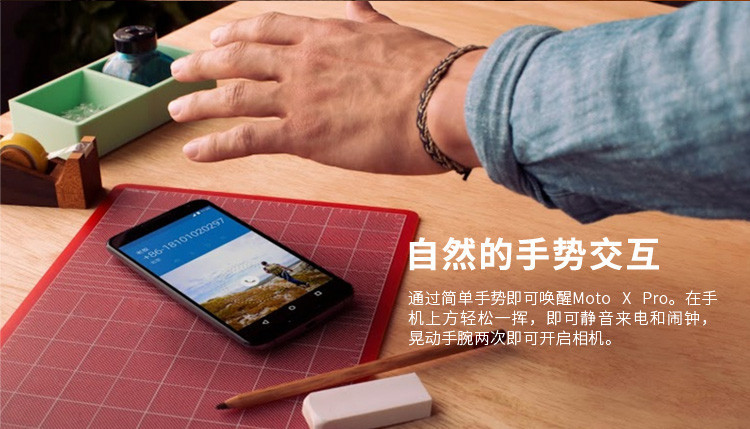 +86-18101020297
自然的手势交互
通过简单手势即可唤醒Moto X Pro。在手
机上方轻松一挥，即可静音来电和闹钟，
晃动手腕两次即可开启相机。